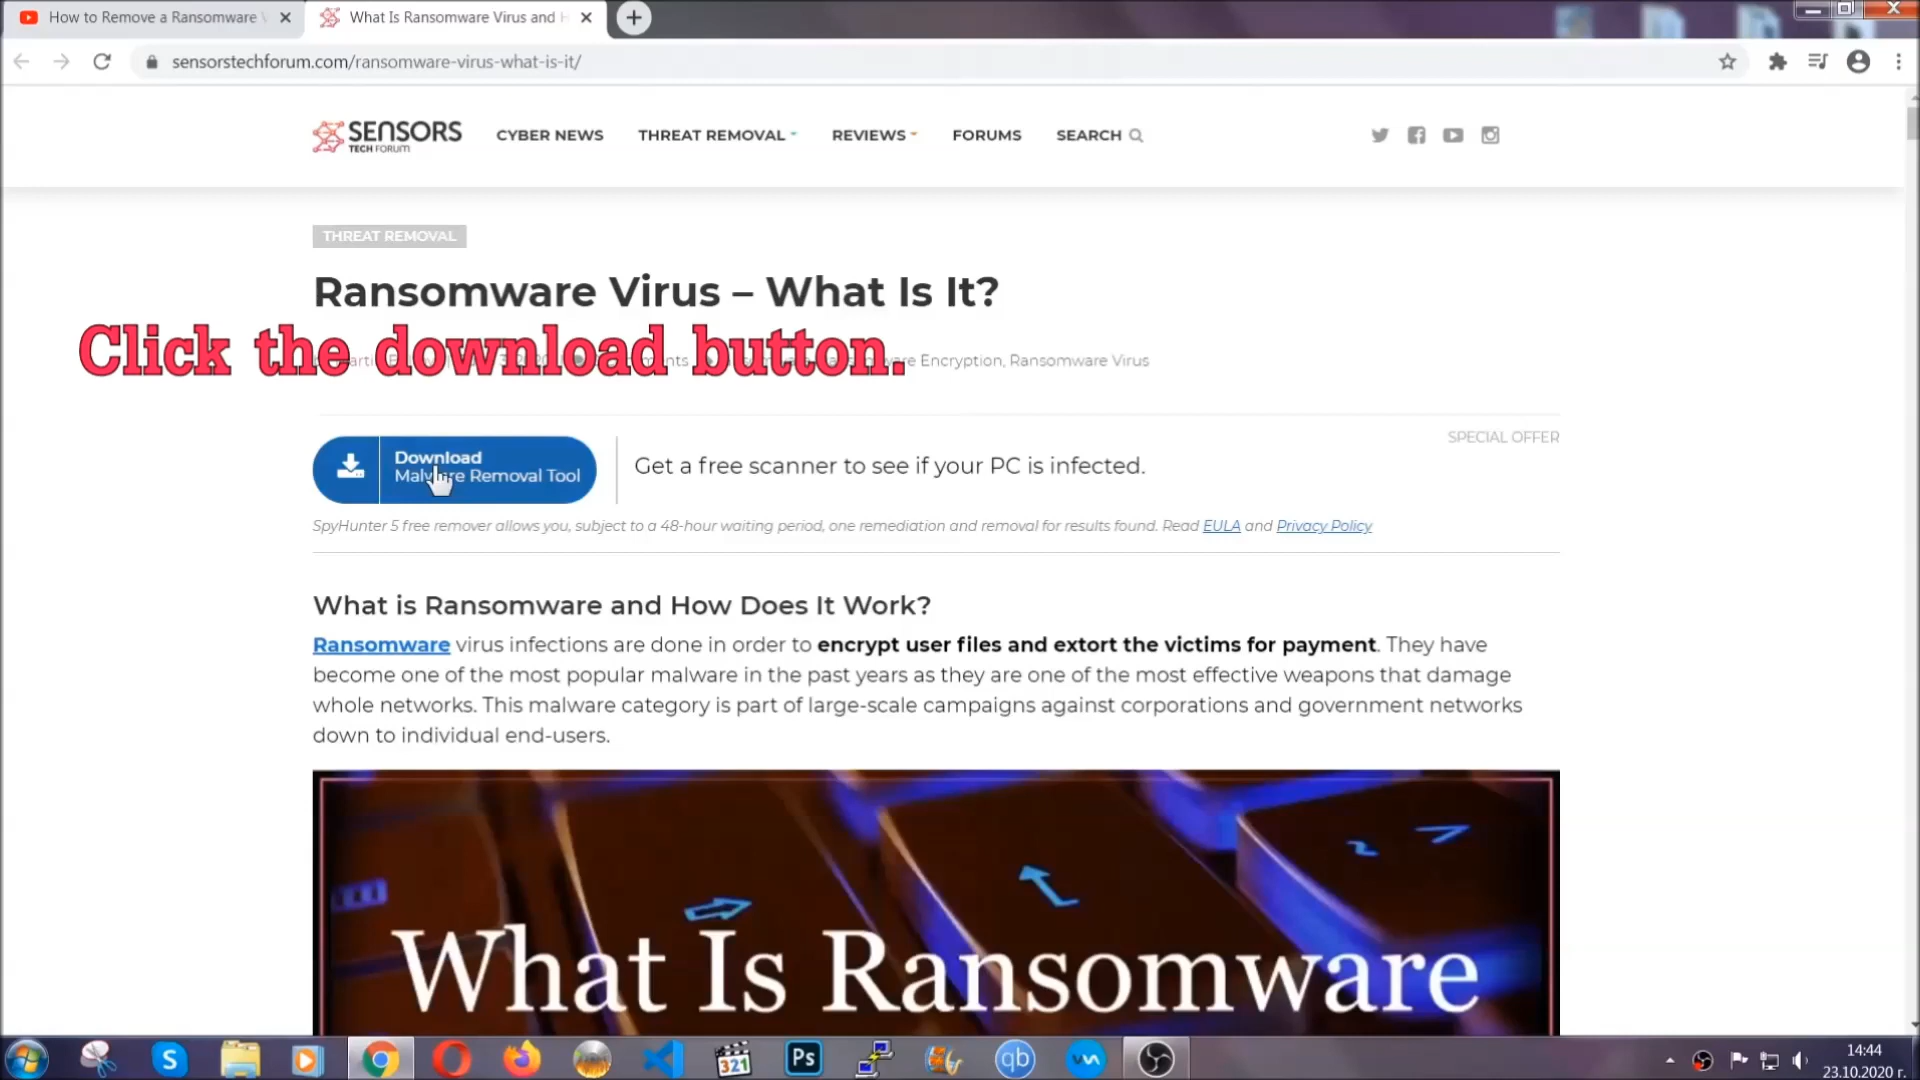 How to Remove a Ransomware
What Is Ransomware Virus and
sensorstechforum.com/ransomware-virus-what-is-it/
SENSORS
TECH FORUM
CYBER NEWS
THREAT REMOVAL
REVIEWS
FORUMS
SEARCH
THREAT REMOVAL
Ransomware Virus – What Is It?
Click the download button.
Encryption, Ransomware Virus
SPECIAL OFFER
Download
Malware Removal Tool
Get a free scanner to see if your PC is infected.
SpyHunter 5 free remover allows you, subject to a 48-hour waiting period, one remediation and removal for results found. Read EULA and Privacy Policy
What is Ransomware and How Does It Work?
Ransomware virus infections are done in order to encrypt user files and extort the victims for payment. They have
become one of the most popular malware in the past years as they are one of the most effective weapons that damage
whole networks. This malware category is part of large-scale campaigns against corporations and government networks
down to individual end-users.
What Is Ransomware
S
321
Ps
qb
14:44
23.10.2020 г.